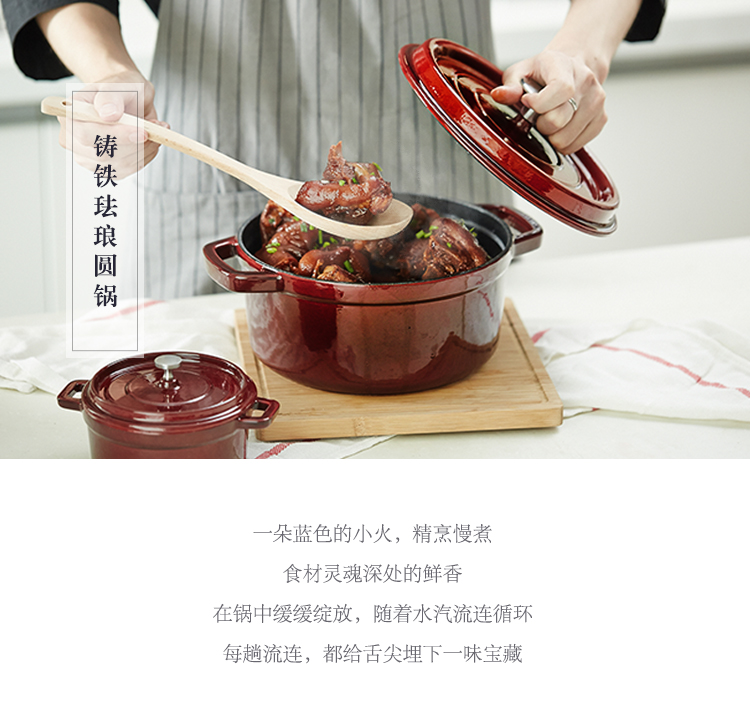 铸铁珐琅圆锅
一朵蓝色的小火，精烹慢煮
食材灵魂深处的鲜香
在锅中缓缓绽放，随着水汽流连循环
每趟流连，都给舌尖埋下一味宝藏